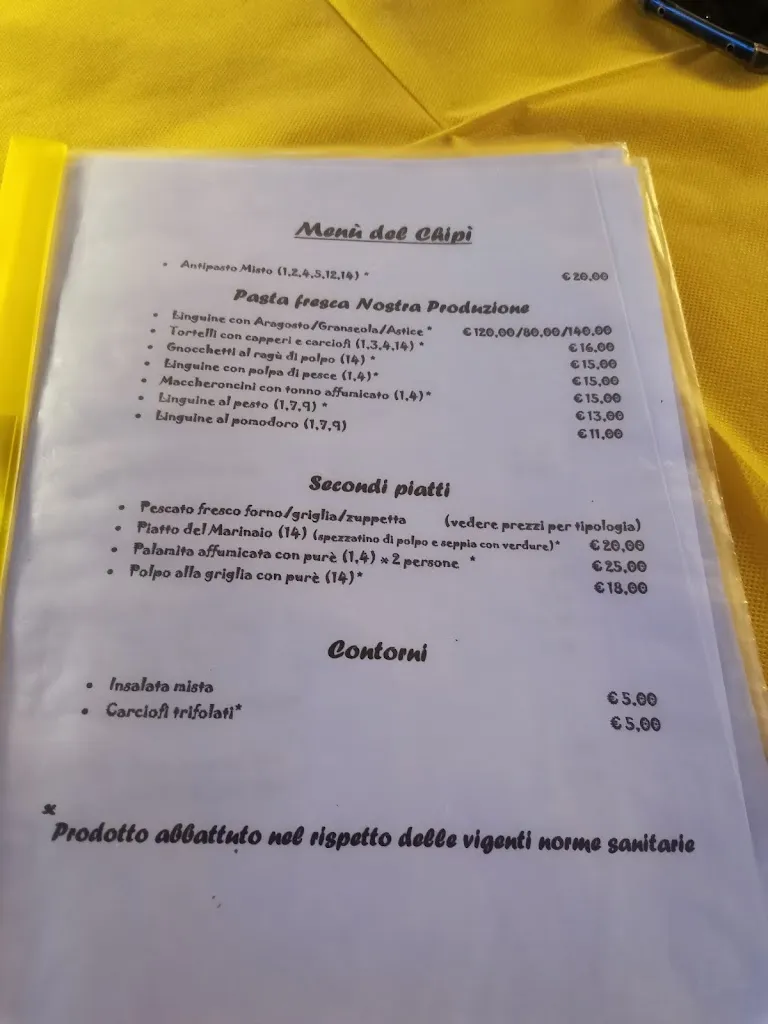 Menù del Chipì
• Antipasto Misto (1,2,4,5,12,14) * € 20,00
Pasta fresca Nostra Produzione
• Linguine con Aragosta/Granseola/Astice * € 120,00/80,00/140,00
• Tortelli con capperi e carciofi (1,3,4,14) * € 16,00
• Gnocchetti al ragù di polpo (14) * € 15,00
• Linguine con polpa di pesce (1,4)* € 15,00
• Maccheroncini con tonno affumicato (1,4)* € 15,00
• Linguine al pesto (1,7,9) * € 13,00
• Linguine al pomodoro (1,7,9) € 11,00
Secondi piatti
• Pescato fresco forno/griglia/zuppetta (vedere prezzi per tipologia)
• Piatto del Marinaio (14) (spezzatino di polpo e seppia con verdure)* € 20,00
• Palamita affumicata con purè (1,4) x 2 persone * € 25,00
• Polpo alla griglia con purè (14)* € 18,00
Contorni
• Insalata mista € 5,00
• Carciofi trifolati* € 5,00
*
Prodotto abbattuto nel rispetto delle vigenti norme sanitarie